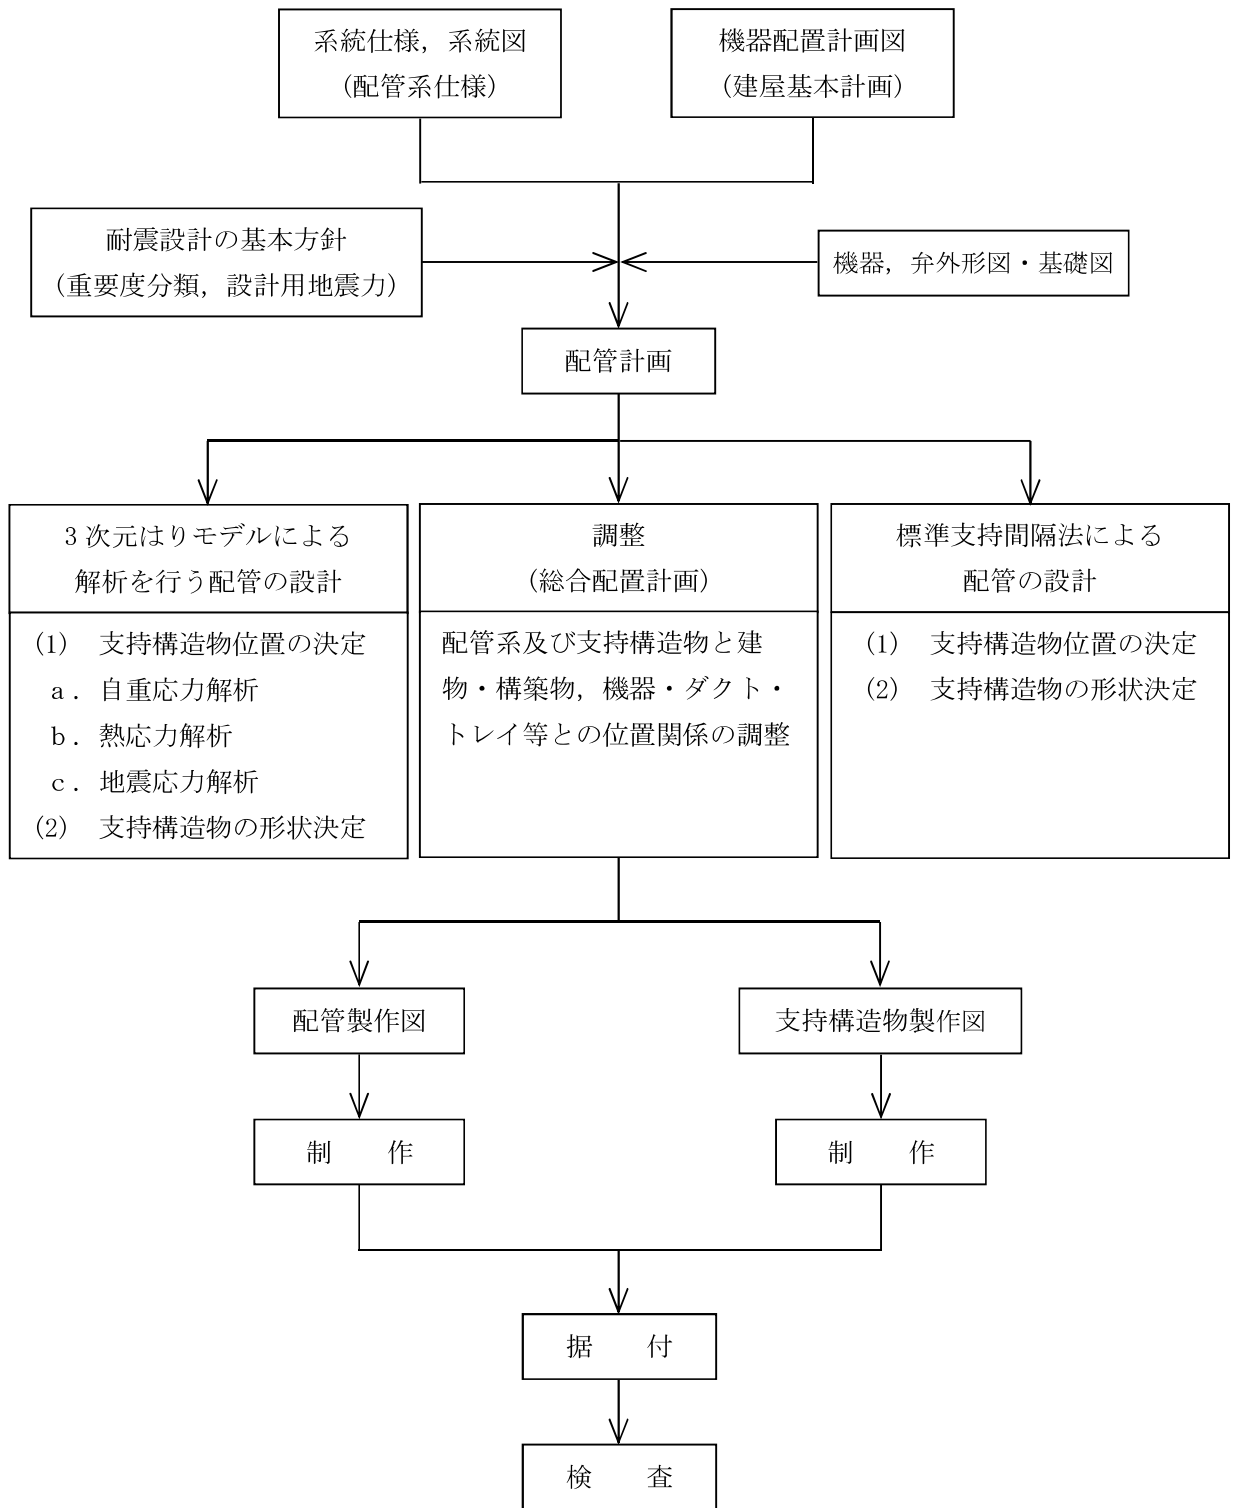 系統仕様，系統図
（配管系仕様）
機器配置計画図
（建屋基本計画）
耐震設計の基本方針
（重要度分類，設計用地震力）
機器，弁外形図・基礎図
配管計画
3次元はりモデルによる
解析を行う配管の設計
(1)　支持構造物位置の決定
a．自重応力解析
b．熱応力解析
c．地震応力解析
(2)　支持構造物の形状決定
調整
（総合配置計画）
配管系及び支持構造物と建
物・構築物，機器・ダクト・
トレイ等との位置関係の調整
標準支持間隔法による
配管の設計
(1)　支持構造物位置の決定
(2)　支持構造物の形状決定
配管製作図
支持構造物製作図
制　　作
制　　作
据　　付
検　　査